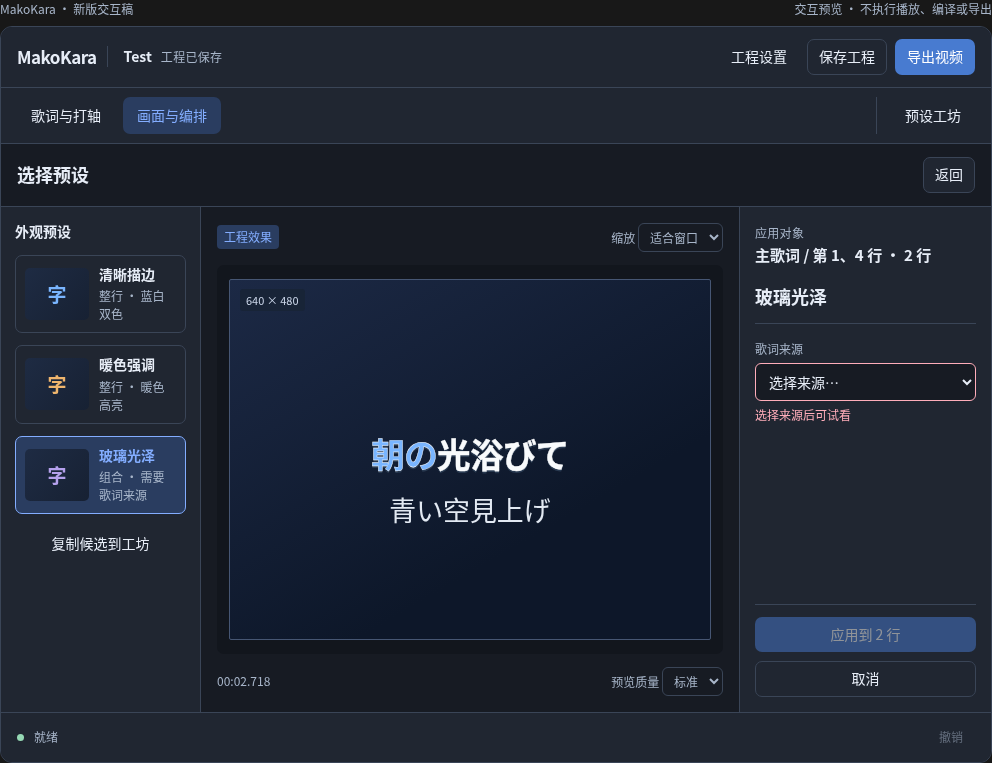 MakoKara • 新版交互稿
交互预览 • 不执行播放、编译或导出
MakoKara
Test 工程已保存
工程设置
保存工程
导出视频
歌词与打轴
画面与编排
预设工坊
选择预设
返回
外观预设
字
清晰描边
整行 • 蓝白
双色
字
暖色强调
整行 • 暖色
高亮
字
玻璃光泽
组合 • 需要
歌词来源
复制候选到工坊
工程效果
缩放 适合窗口
640 × 480
朝の光浴びて
青い空見上げ
00:02.718
预览质量 标准
应用对象
主歌词 / 第 1、4 行 • 2 行
玻璃光泽
歌词来源
选择来源…
选择来源后可试看
应用到 2 行
取消
就绪
撤销